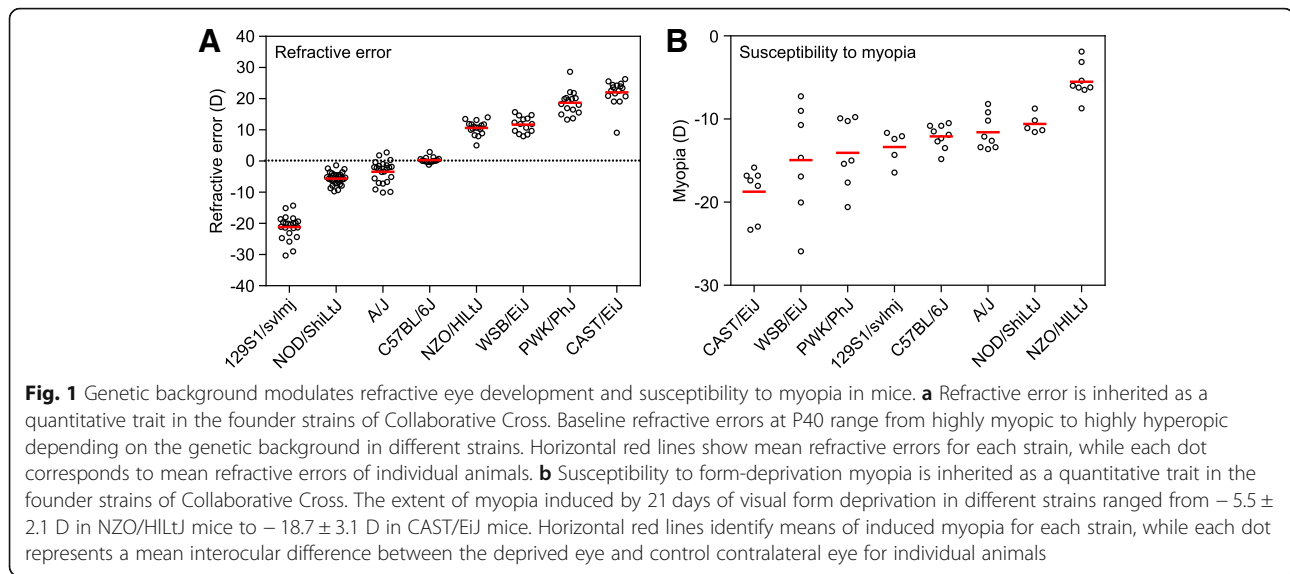 A
Refractive error
Refractive error (D)
40
30
20
10
0
-10
-20
-30
-40
129S1/svlmj
NOD/ShiLtJ
A/J
C57BL/6J
NZO/HILtJ
WSB/EiJ
PWK/PhJ
CAST/EiJ
B
Susceptibility to myopia
Myopia (D)
0
-10
-20
-30
CAST/EiJ
WSB/EiJ
PWK/PhJ
129S1/svlmj
C57BL/6J
A/J
NOD/ShiLtJ
NZO/HILtJ
Fig. 1 Genetic background modulates refractive eye development and susceptibility to myopia in mice. a Refractive error is inherited as a
quantitative trait in the founder strains of Collaborative Cross. Baseline refractive errors at P40 range from highly myopic to highly hyperopic
depending on the genetic background in different strains. Horizontal red lines show mean refractive errors for each strain, while each dot
corresponds to mean refractive errors of individual animals. b Susceptibility to form-deprivation myopia is inherited as a quantitative trait in the
founder strains of Collaborative Cross. The extent of myopia induced by 21 days of visual form deprivation in different strains ranged from − 5.5 ±
2.1 D in NZO/HlLtJ mice to − 18.7 ± 3.1 D in CAST/EiJ mice. Horizontal red lines identify means of induced myopia for each strain, while each dot
represents a mean interocular difference between the deprived eye and control contralateral eye for individual animals